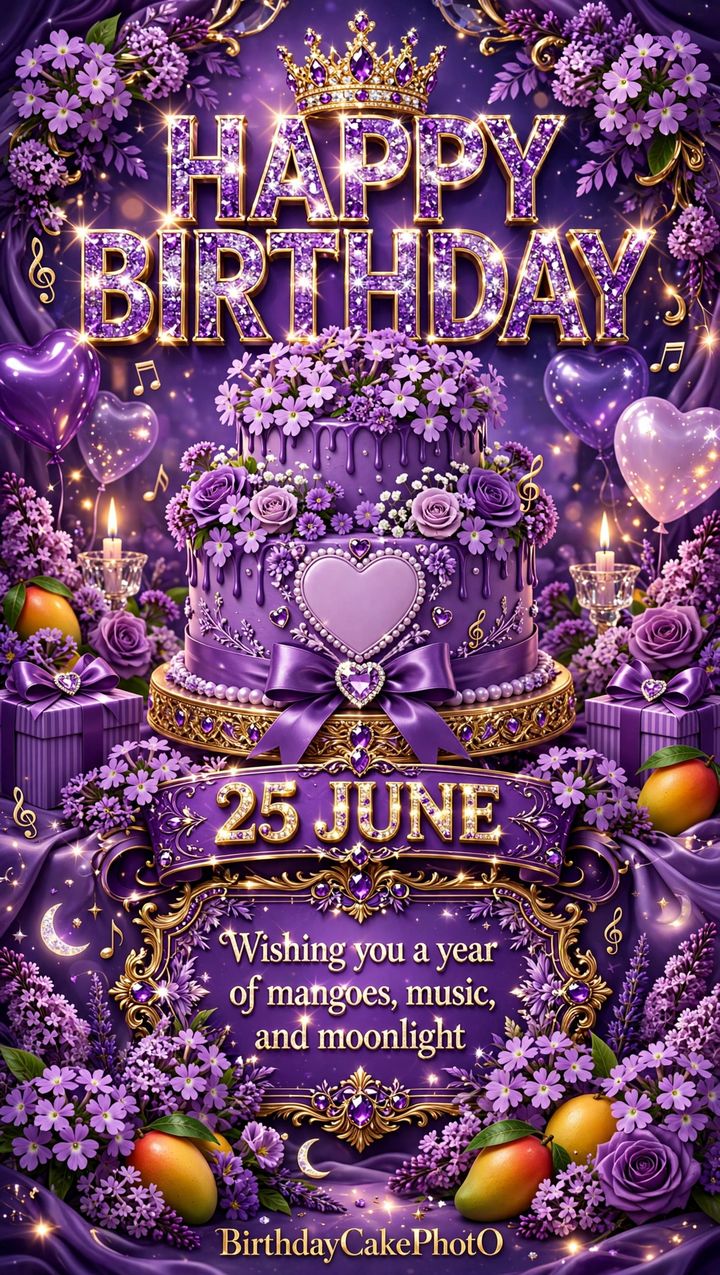 HAPPY
BIRTHDAY
25 JUNE
Wishing you a year
of mangoes, music,
and moonlight
BirthdayCakePhotO